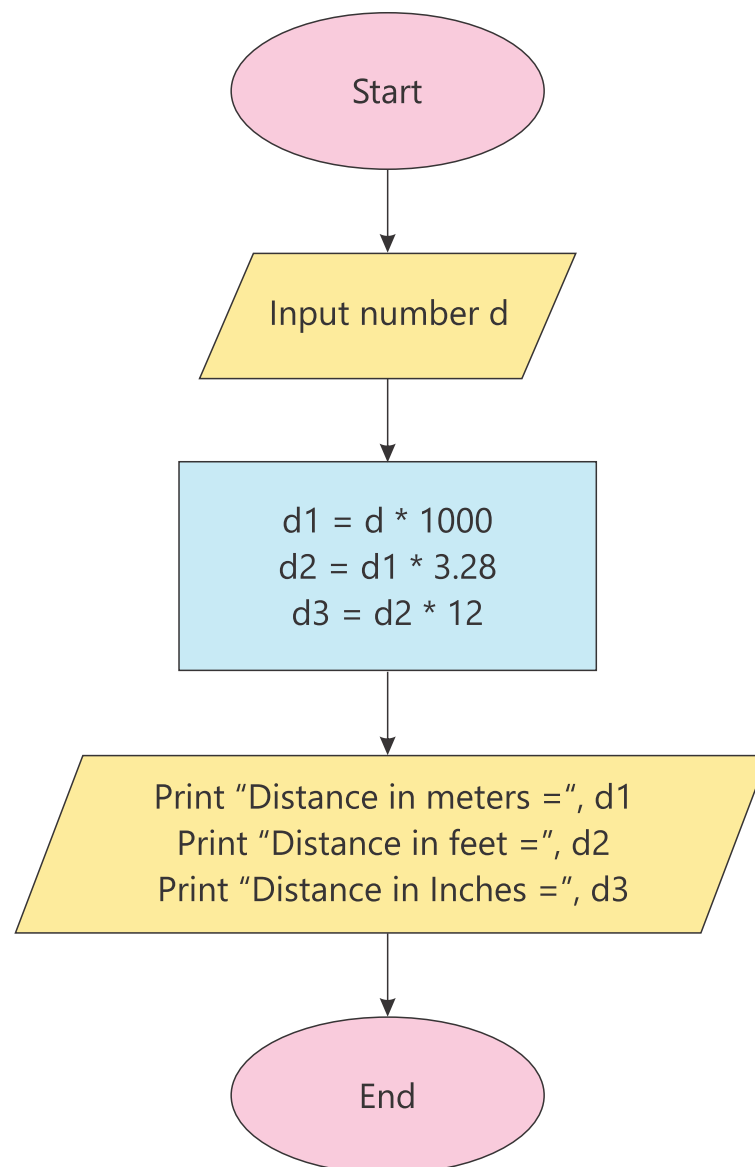 Start
Input number d
d1 = d * 1000
d2 = d1 * 3.28
d3 = d2 * 12
Print “Distance in meters =“, d1
Print “Distance in feet =”, d2
Print “Distance in Inches =”, d3
End